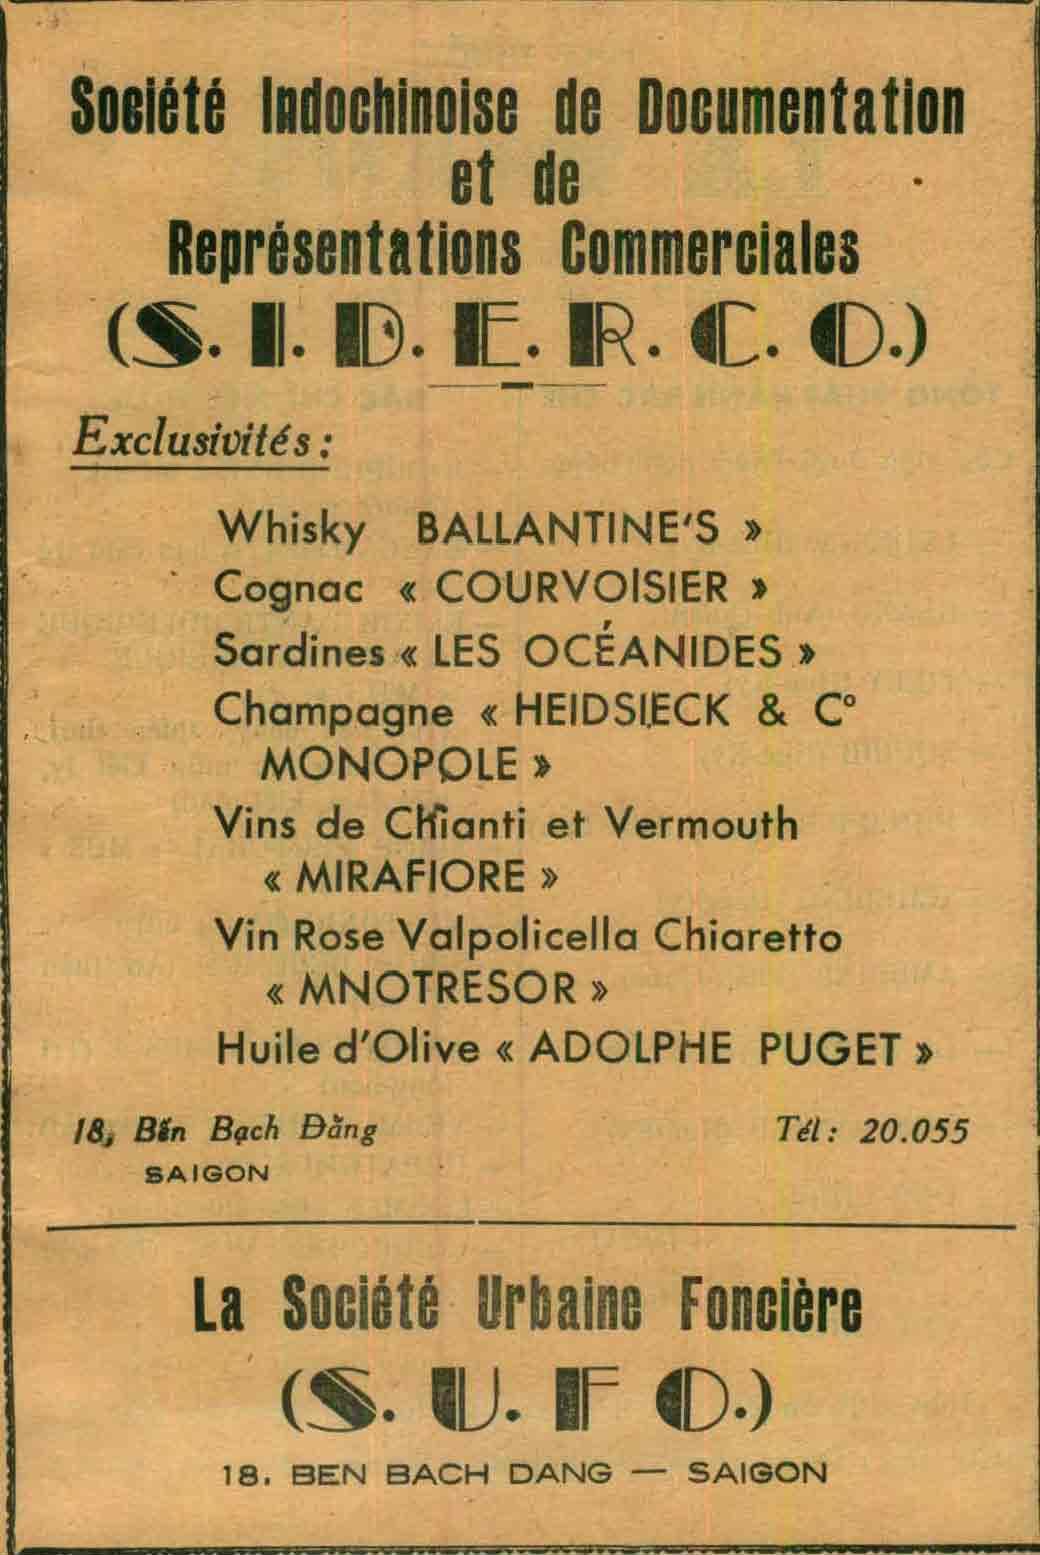 Société Indochinoise de Documentation
et de
Représentations Commerciales
(S. I. D. E. R. C. O.)
Exclusivités :
Whisky BALLANTINE'S »
Cognac « COURVOISIER »
Sardines « LES OCÉANIDES »
Champagne « HEIDSIECK & Cº
MONOPOLE »
Vins de Chianti et Vermouth
« MIRAFIORE »
Vin Rose Valpolicella Chiaretto
« MNOTRESOR »
Huile d'Olive « ADOLPHE PUGET »
18, Bến Bạch Đằng Tél : 20.055
SAIGON
La Société Urbaine Foncière
(S. U. F O.)
18. BEN BACH DANG — SAIGON